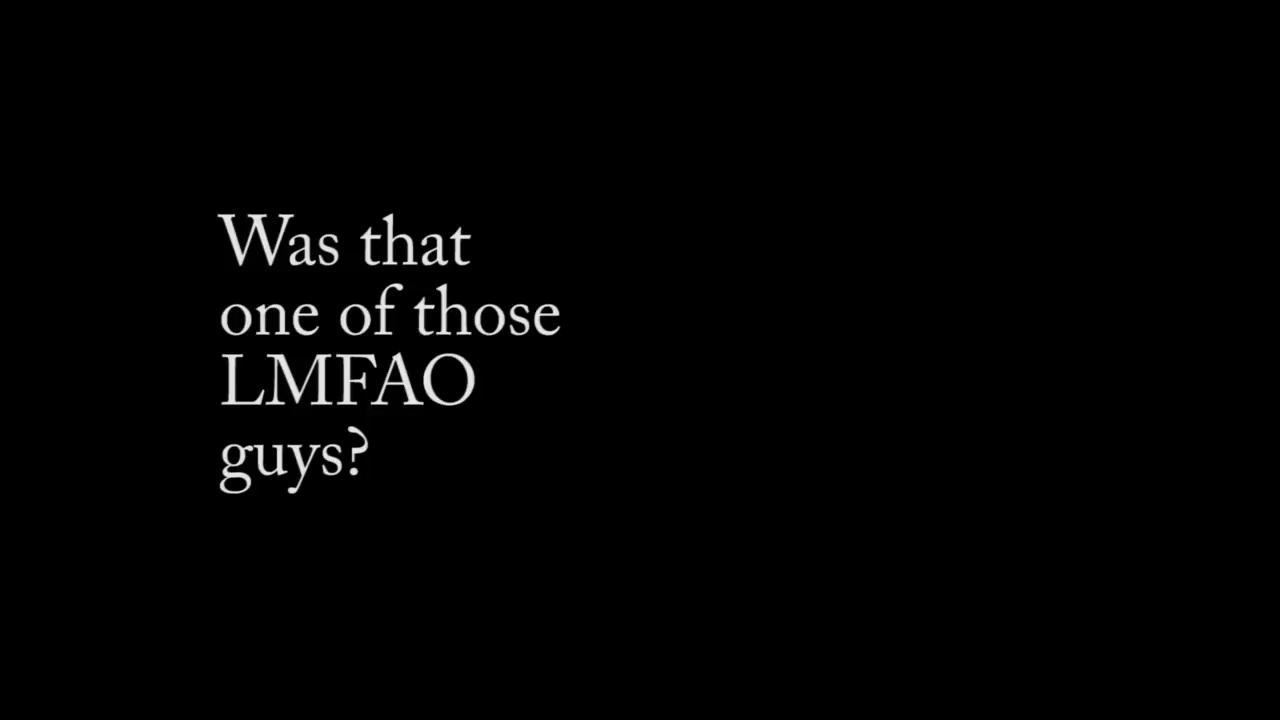 Was that
one of those
LMFAO
guys?